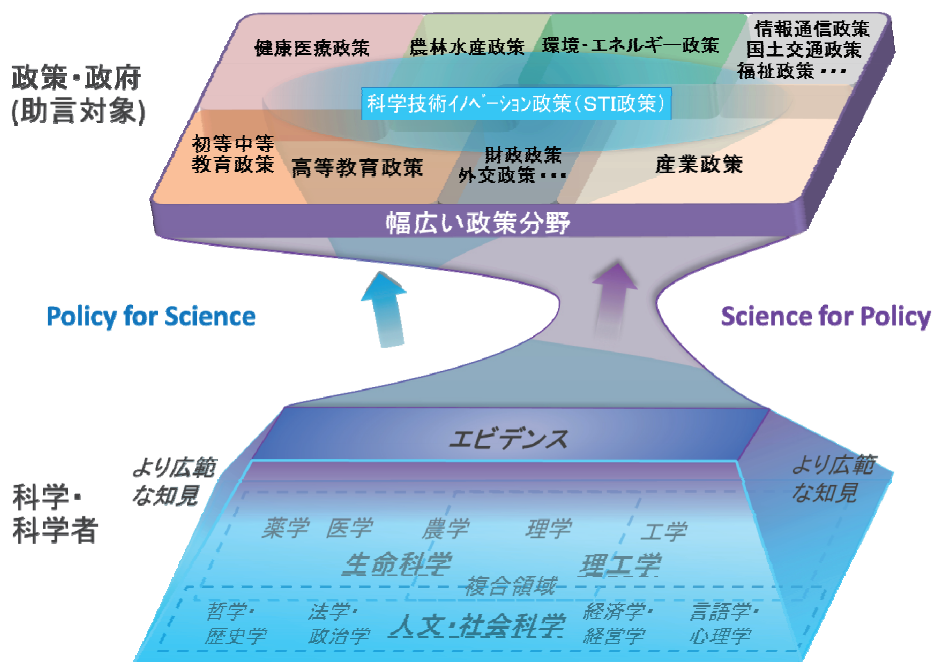 政策・政府
(助言対象)
健康医療政策
農林水産政策
環境・エネルギー政策
情報通信政策
国土交通政策
福祉政策・・・
科学技術イノベーション政策(STI政策)
初等中等
教育政策
高等教育政策
財政政策
外交政策・・・
産業政策
幅広い政策分野
Policy for Science
Science for Policy
エビデンス
より広範
な知見
より広範
な知見
科学・
科学者
薬学 医学 農学 理学 工学
生命科学 理工学
複合領域
哲学・
歴史学
法学・
政治学
人文・社会科学
経済学・
経営学
言語学・
心理学